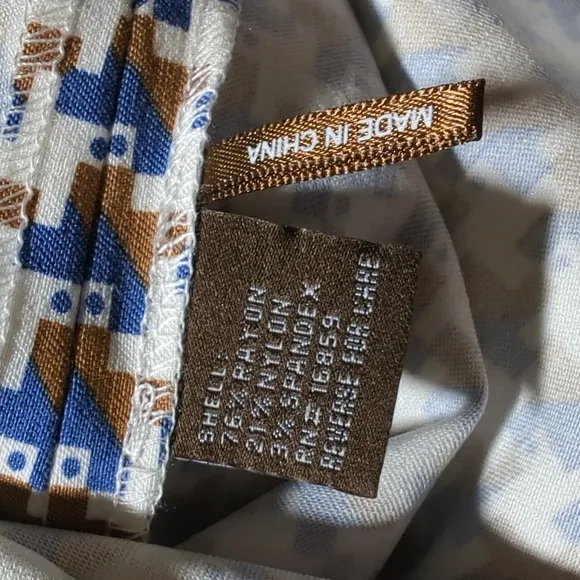 MADE IN CHINA
SHELL:
76% RAYON
21% NYLON
3% SPANDEX
RN# 16859
REVERSE FOR CARE